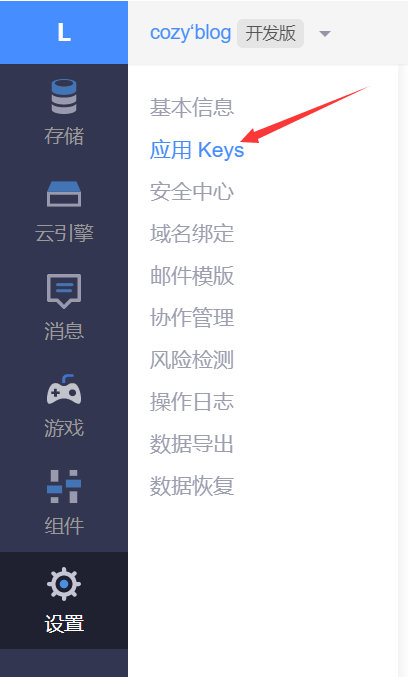 L
cozy‘blog 开发版
存储
云引擎
消息
游戏
组件
设置
基本信息
应用 Keys
安全中心
域名绑定
邮件模版
协作管理
风险检测
操作日志
数据导出
数据恢复